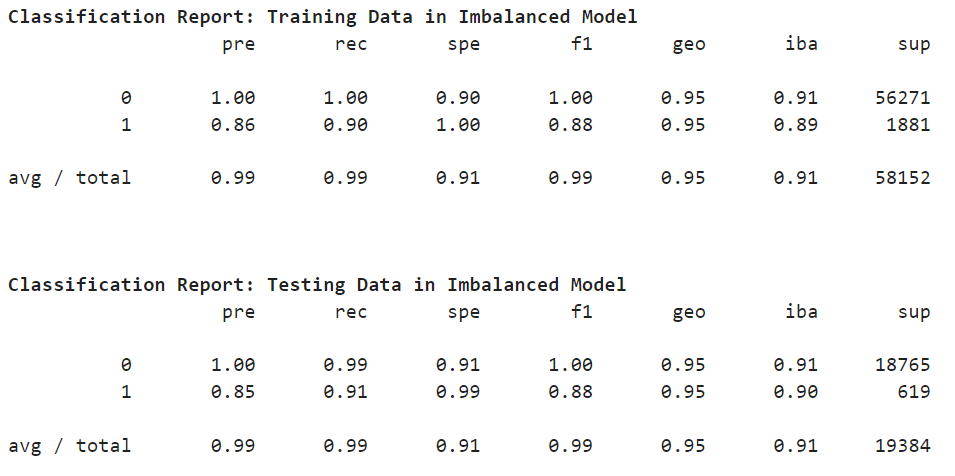 Classification Report: Training Data in Imbalanced Model
pre rec spe f1 geo iba sup
0 1.00 1.00 0.90 1.00 0.95 0.91 56271
1 0.86 0.90 1.00 0.88 0.95 0.89 1881
avg / total 0.99 0.99 0.91 0.99 0.95 0.91 58152
Classification Report: Testing Data in Imbalanced Model
pre rec spe f1 geo iba sup
0 1.00 0.99 0.91 1.00 0.95 0.91 18765
1 0.85 0.91 0.99 0.88 0.95 0.90 619
avg / total 0.99 0.99 0.91 0.99 0.95 0.91 19384